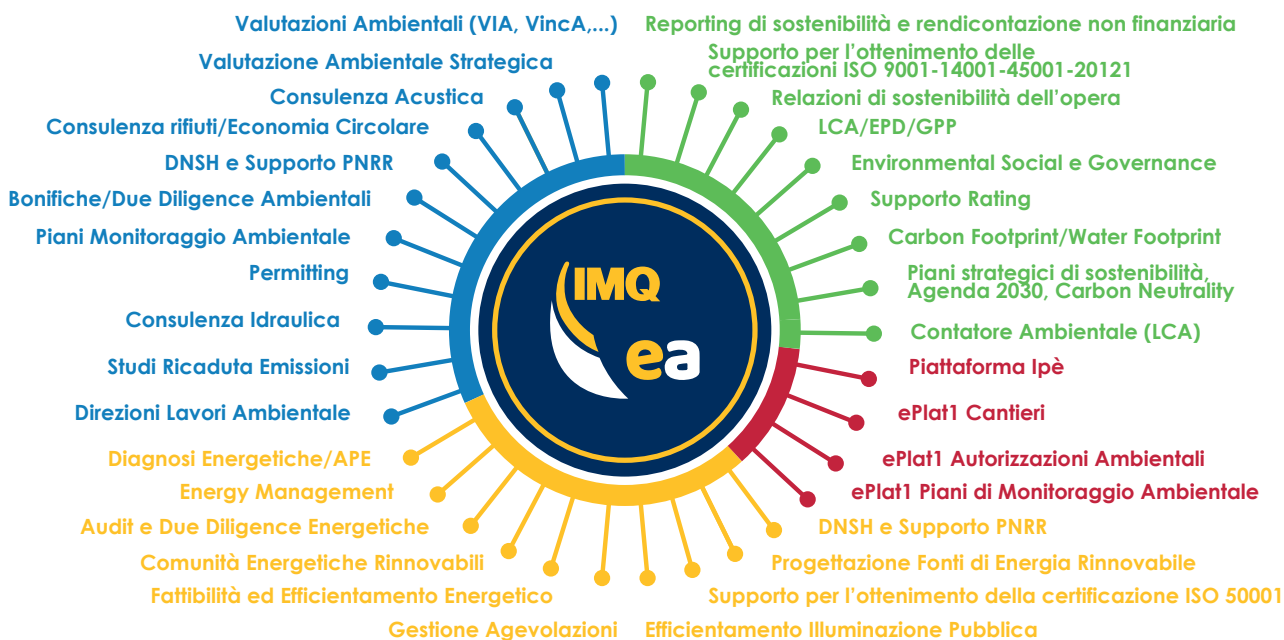 Valutazioni Ambientali (VIA, VincA,...)
Valutazione Ambientale Strategica
Consulenza Acustica
Consulenza rifiuti/Economia Circolare
DNSH e Supporto PNRR
Bonifiche/Due Diligence Ambientali
Piani Monitoraggio Ambientale
Permitting
Consulenza Idraulica
Studi Ricaduta Emissioni
Direzioni Lavori Ambientale
Diagnosi Energetiche/APE
Energy Management
Audit e Due Diligence Energetiche
Comunità Energetiche Rinnovabili
Fattibilità ed Efficientamento Energetico
Gestione Agevolazioni
IMQ
ea
Reporting di sostenibilità e rendicontazione non finanziaria
Supporto per l'ottenimento delle
certificazioni ISO 9001-14001-45001-20121
Relazioni di sostenibilità dell'opera
LCA/EPD/GPP
Environmental Social e Governance
Supporto Rating
Carbon Footprint/Water Footprint
Piani strategici di sostenibilità,
Agenda 2030, Carbon Neutrality
Contatore Ambientale (LCA)
Piattaforma Ipè
ePlat1 Cantieri
ePlat1 Autorizzazioni Ambientali
ePlat1 Piani di Monitoraggio Ambientale
DNSH e Supporto PNRR
Progettazione Fonti di Energia Rinnovabile
Supporto per l'ottenimento della certificazione ISO 50001
Efficientamento Illuminazione Pubblica